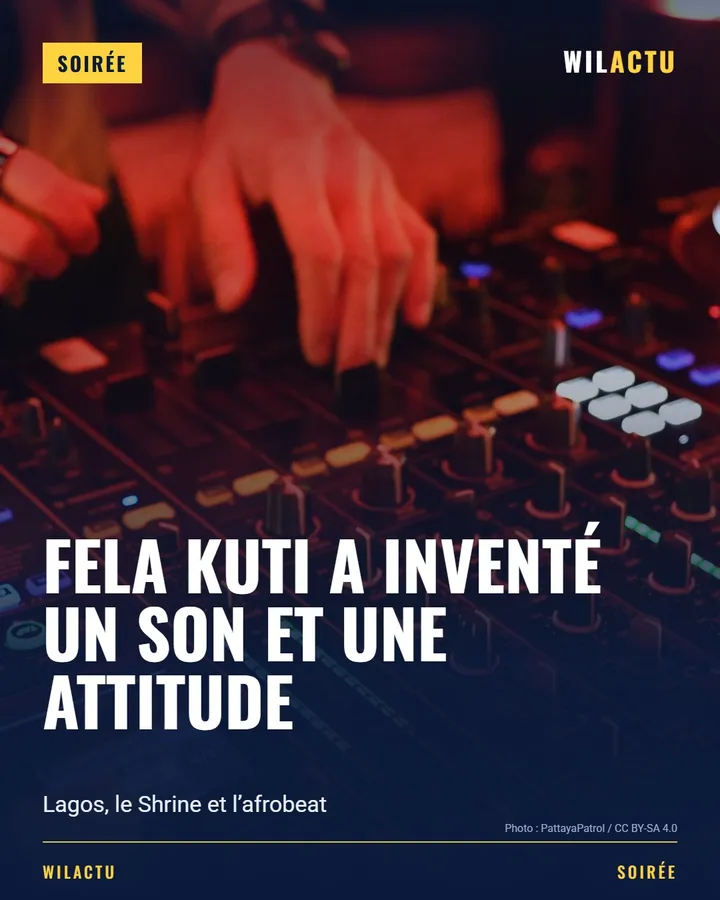 SOIRÉE
WILACTU
FELA KUTI A INVENTÉ
UN SON ET UNE
ATTITUDE
Lagos, le Shrine et l’afrobeat
Photo : PattayaPatrol / CC BY-SA 4.0
WILACTU
SOIRÉE